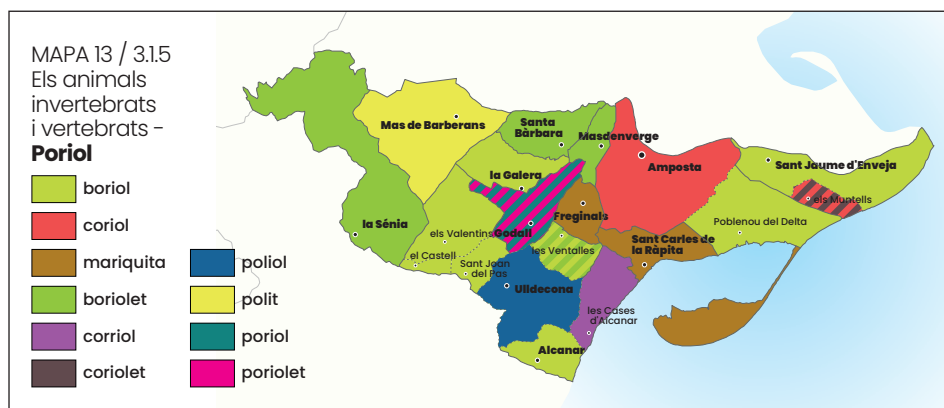 MAPA 13 / 3.1.5
Els animals
invertebrats
i vertebrats -
Poriol
boriol
coriol
mariquita
boriolet
corriol
coriolet
poliol
polit
poriol
poriolet
Mas de Barberans
Santa
Bàrbara
Masdenverge
la Galera
Amposta
Sant Jaume d'Enveja
els Muntells
la Sénia
els Valentins
Godall
Freginals
Poblenou del Delta
el Castell
Sant Joan
del Pas
les Ventalles
Sant Carles de
la Ràpita
Ulldecona
les Cases
d'Alcanar
Alcanar